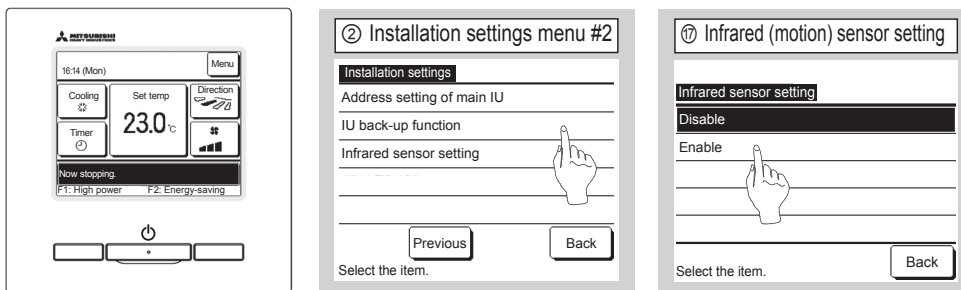 MITSUBISHI
HEAVY INDUSTRIES
16:14 (Mon)
Menu
Cooling
Set temp
Direction
Timer
23.0 °C
Now stopping.
F1: High power F2: Energy-saving
② Installation settings menu #2
Installation settings
Address setting of main IU
IU back-up function
Infrared sensor setting
Previous
Back
Select the item.
⑰ Infrared (motion) sensor setting
Infrared sensor setting
Disable
Enable
Back
Select the item.